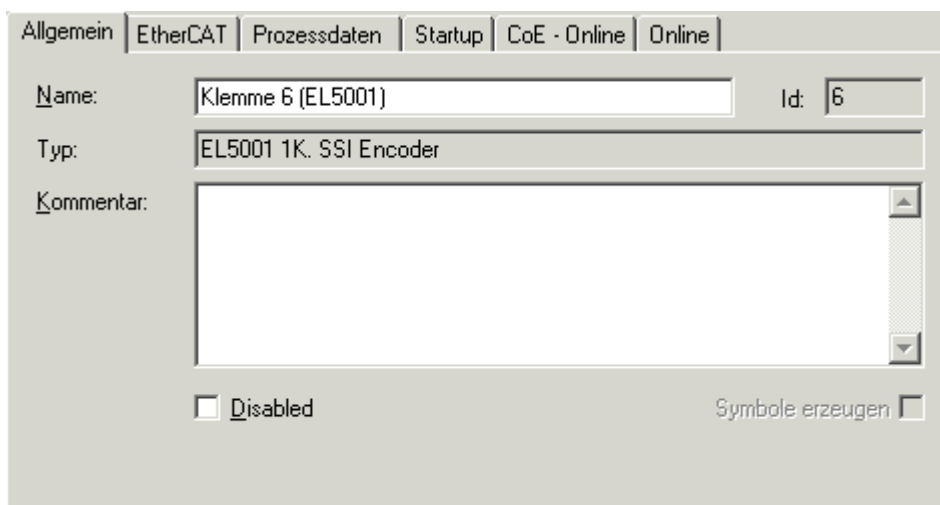 Allgemein EtherCAT Prozessdaten Startup CoE - Online Online
Name: Klemme 6 (EL5001) Id: 6
Typ: EL5001 1K. SSI Encoder
Kommentar:
Disabled Symbole erzeugen